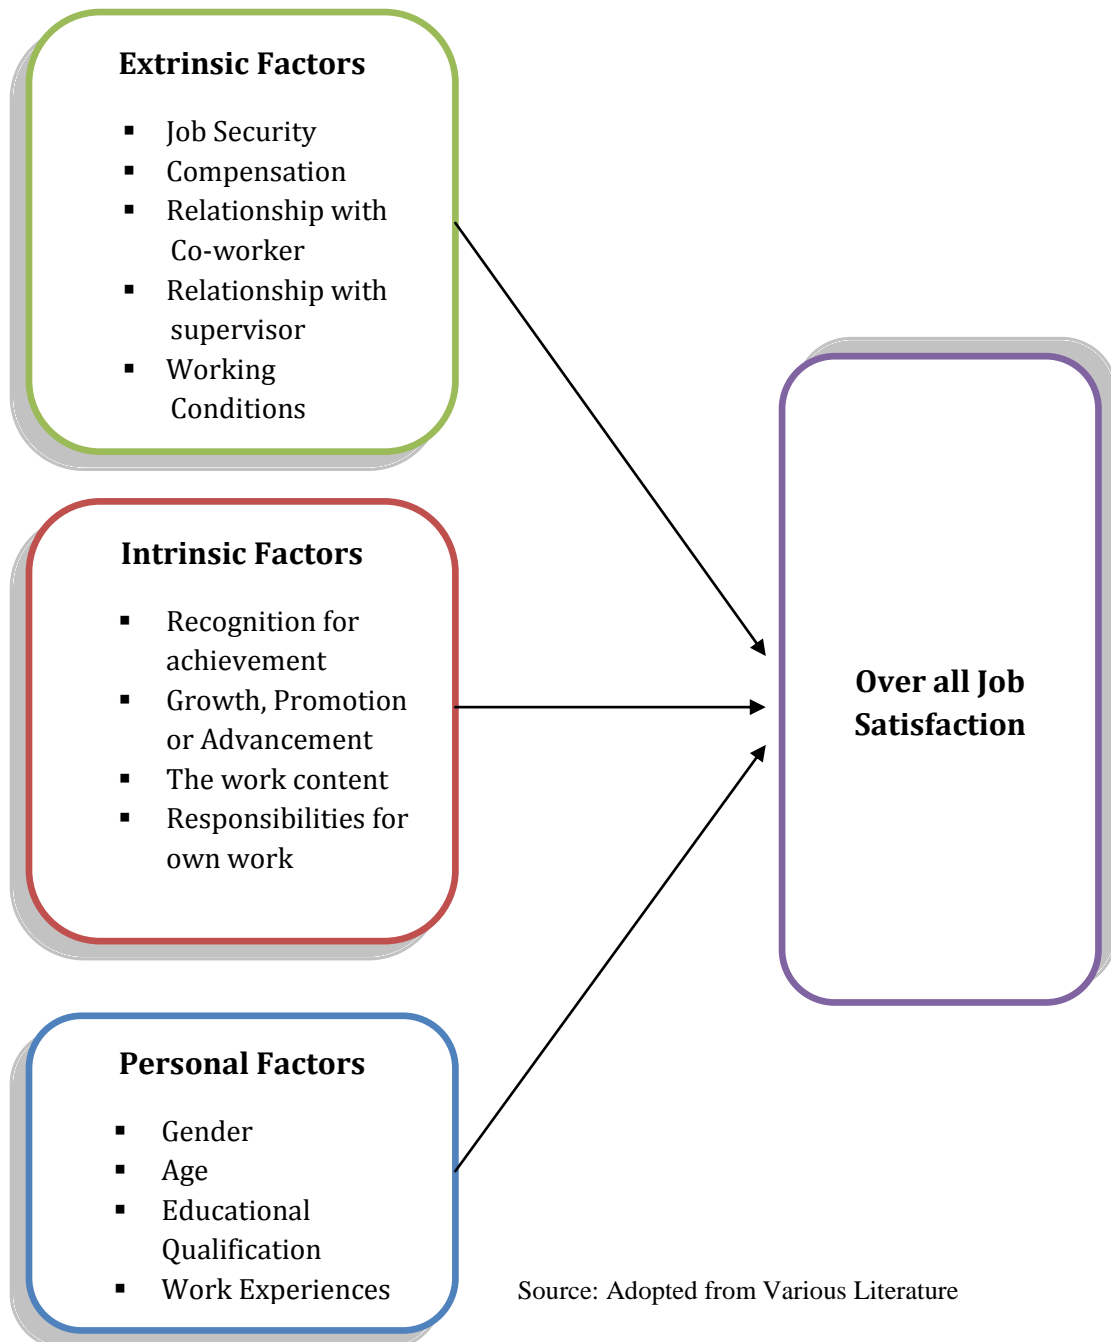 Extrinsic Factors
▪ Job Security
▪ Compensation
▪ Relationship with
Co-worker
▪ Relationship with
supervisor
▪ Working
Conditions
Intrinsic Factors
▪ Recognition for
achievement
▪ Growth, Promotion
or Advancement
▪ The work content
▪ Responsibilities for
own work
Over all Job
Satisfaction
Personal Factors
▪ Gender
▪ Age
▪ Educational
Qualification
▪ Work Experiences
Source: Adopted from Various Literature